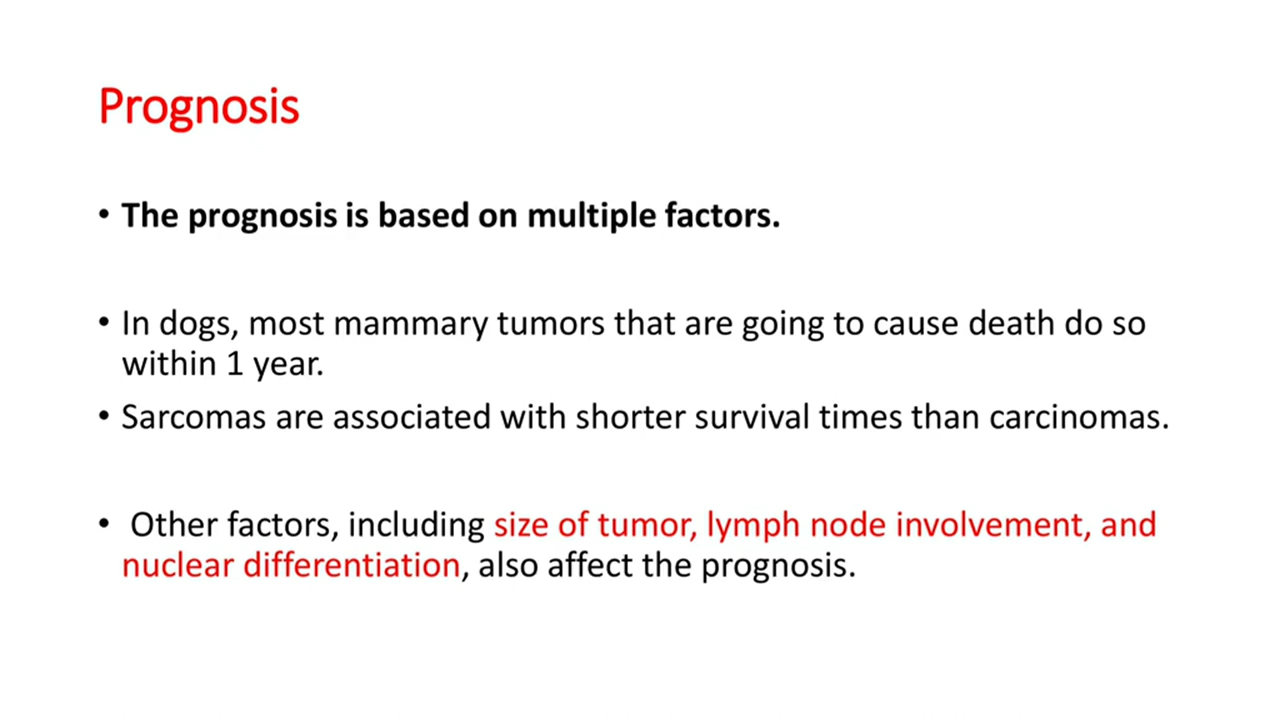 Prognosis
• The prognosis is based on multiple factors.
• In dogs, most mammary tumors that are going to cause death do so
within 1 year.
• Sarcomas are associated with shorter survival times than carcinomas.
• Other factors, including size of tumor, lymph node involvement, and
nuclear differentiation, also affect the prognosis.